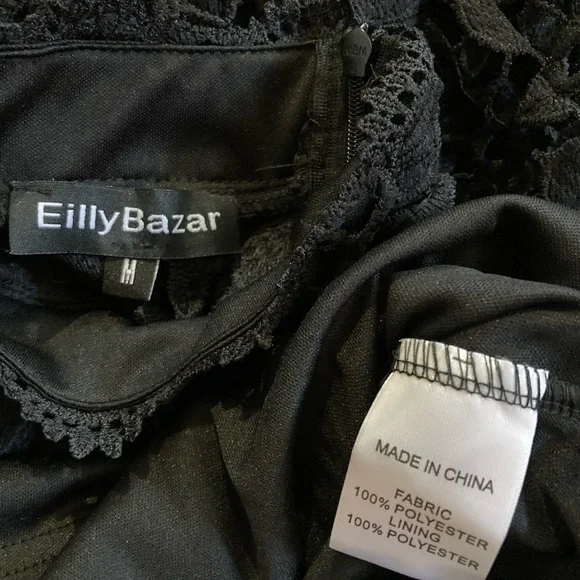 EillyBazar
M
MADE IN CHINA
FABRIC
100% POLYESTER
LINING
100% POLYESTER